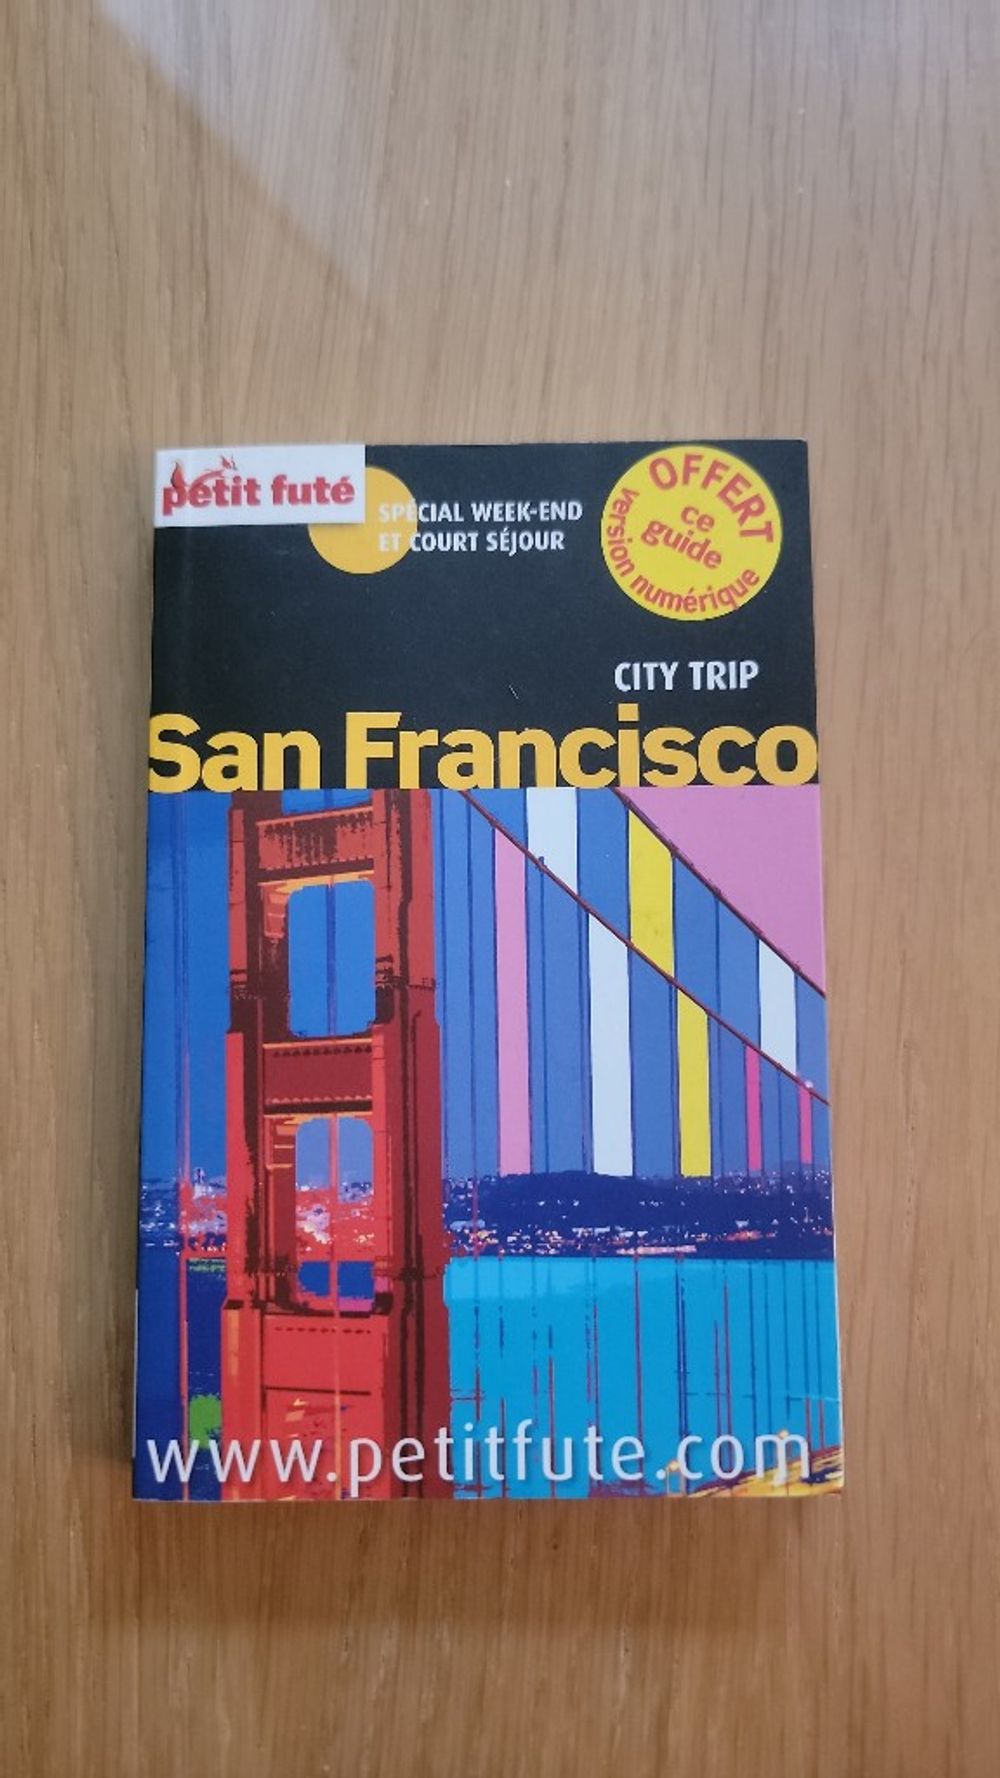 petit futé
SPÉCIAL WEEK-END
ET COURT SÉJOUR
OFFERT
ce
guide
version numérique
CITY TRIP
San Francisco
www.petitfute.com